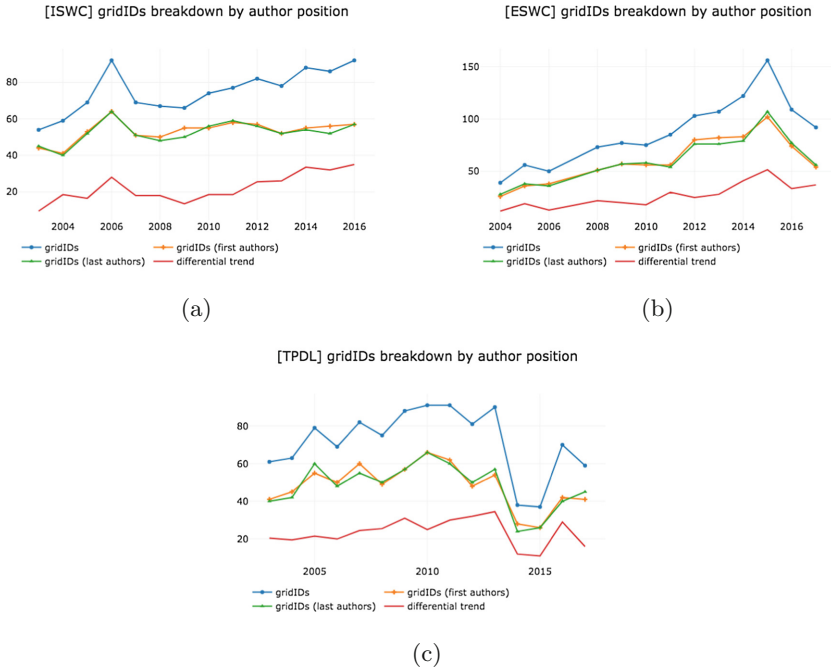 [ISWC] gridIDs breakdown by author position
80
60
40
20
2004 2006 2008 2010 2012 2014 2016
gridIDs gridIDs (first authors)
gridIDs (last authors) differential trend
(a)
[ESWC] gridIDs breakdown by author position
150
100
50
2004 2006 2008 2010 2012 2014 2016
gridIDs gridIDs (first authors)
gridIDs (last authors) differential trend
(b)
[TPDL] gridIDs breakdown by author position
80
60
40
20
2005 2010 2015
gridIDs gridIDs (first authors)
gridIDs (last authors) differential trend
(c)